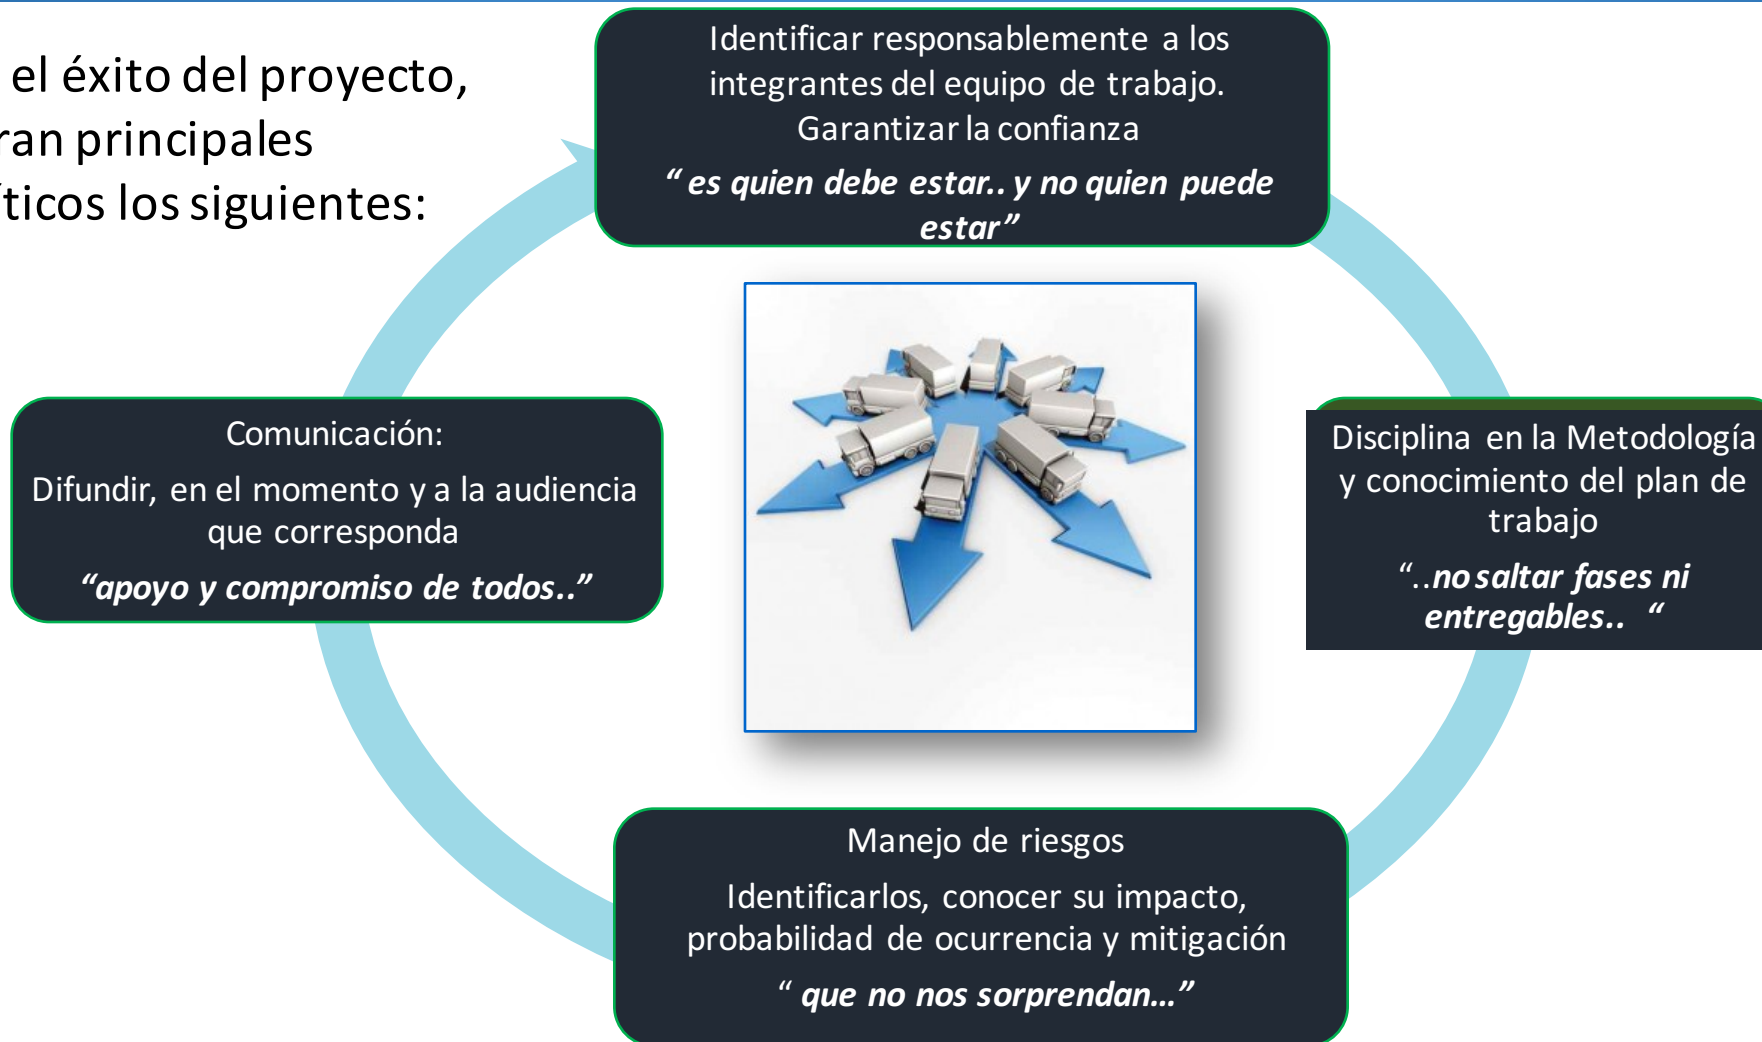 el éxito del proyecto,
ran principales
íticos los siguientes:
Identificar responsablemente a los
integrantes del equipo de trabajo.
Garantizar la confianza
“ es quien debe estar.. y no quien puede
estar”
Disciplina en la Metodología
y conocimiento del plan de
trabajo
“..no saltar fases ni
entregables.. “
Manejo de riesgos
Identificarlos, conocer su impacto,
probabilidad de ocurrencia y mitigación
“ que no nos sorprendan...”
Comunicación:
Difundir, en el momento y a la audiencia
que corresponda
“apoyo y compromiso de todos..”